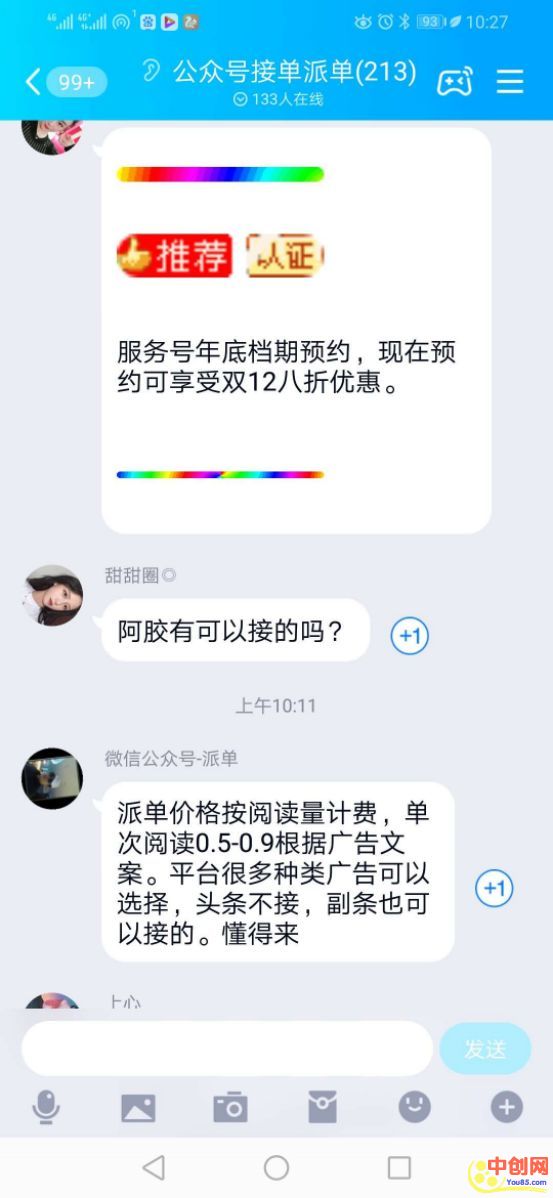 4G 4G+ 1 93 10:27
99+ 公众号接单派单(213)
133人在线
推荐 认证
服务号年底档期预约，现在预
约可享受双12八折优惠。
甜甜圈◎
阿胶有可以接的吗？
+1
上午10:11
微信公众号-派单
派单价格按阅读量计费，单
次阅读0.5-0.9根据广告文
案。平台很多种类广告可以
选择，头条不接，副条也可
以接的。懂得来
+1
上心
发送
中创网
You85.com